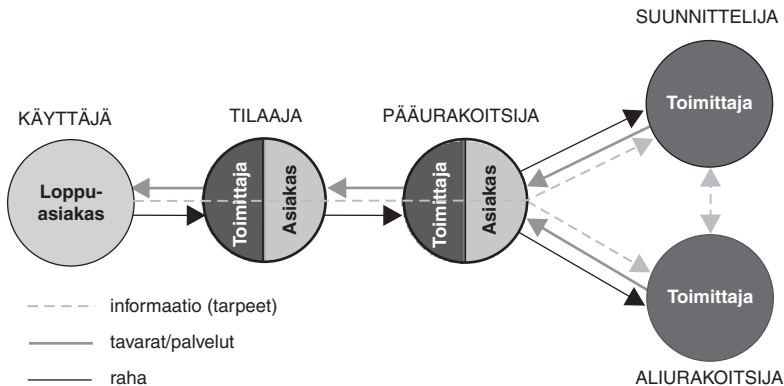 SUUNNITTELIJA
Toimittaja
KÄYTTÄJÄ
TILAAJA
PÄÄURAKOITSIJA
Loppu-
asiakas
Toimittaja
Asiakas
Toimittaja
Asiakas
Toimittaja
informaatio (tarpeet)
tavarat/palvelut
raha
ALIURAKOITSIJA